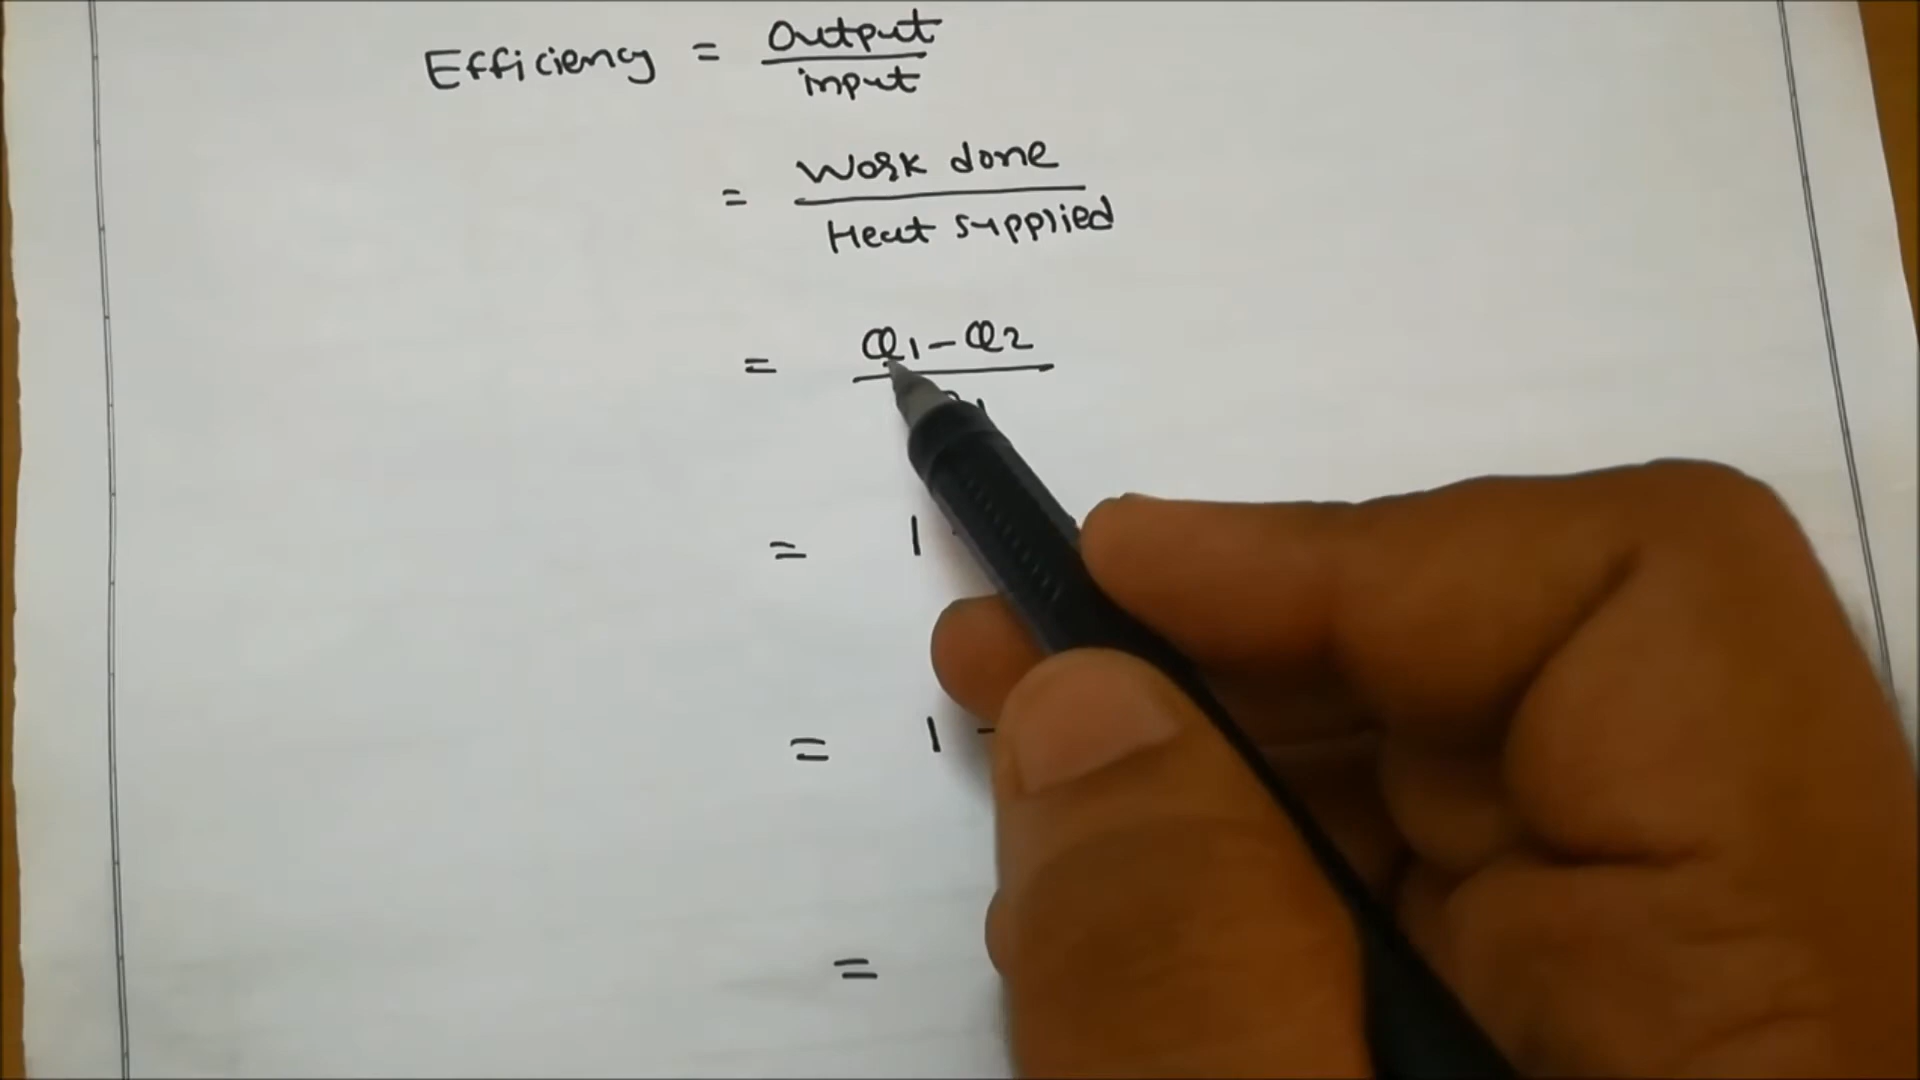 Efficiency = Output / input
= Work done / Heat supplied
= Q1 - Q2 /
= 1
= 1 -
=